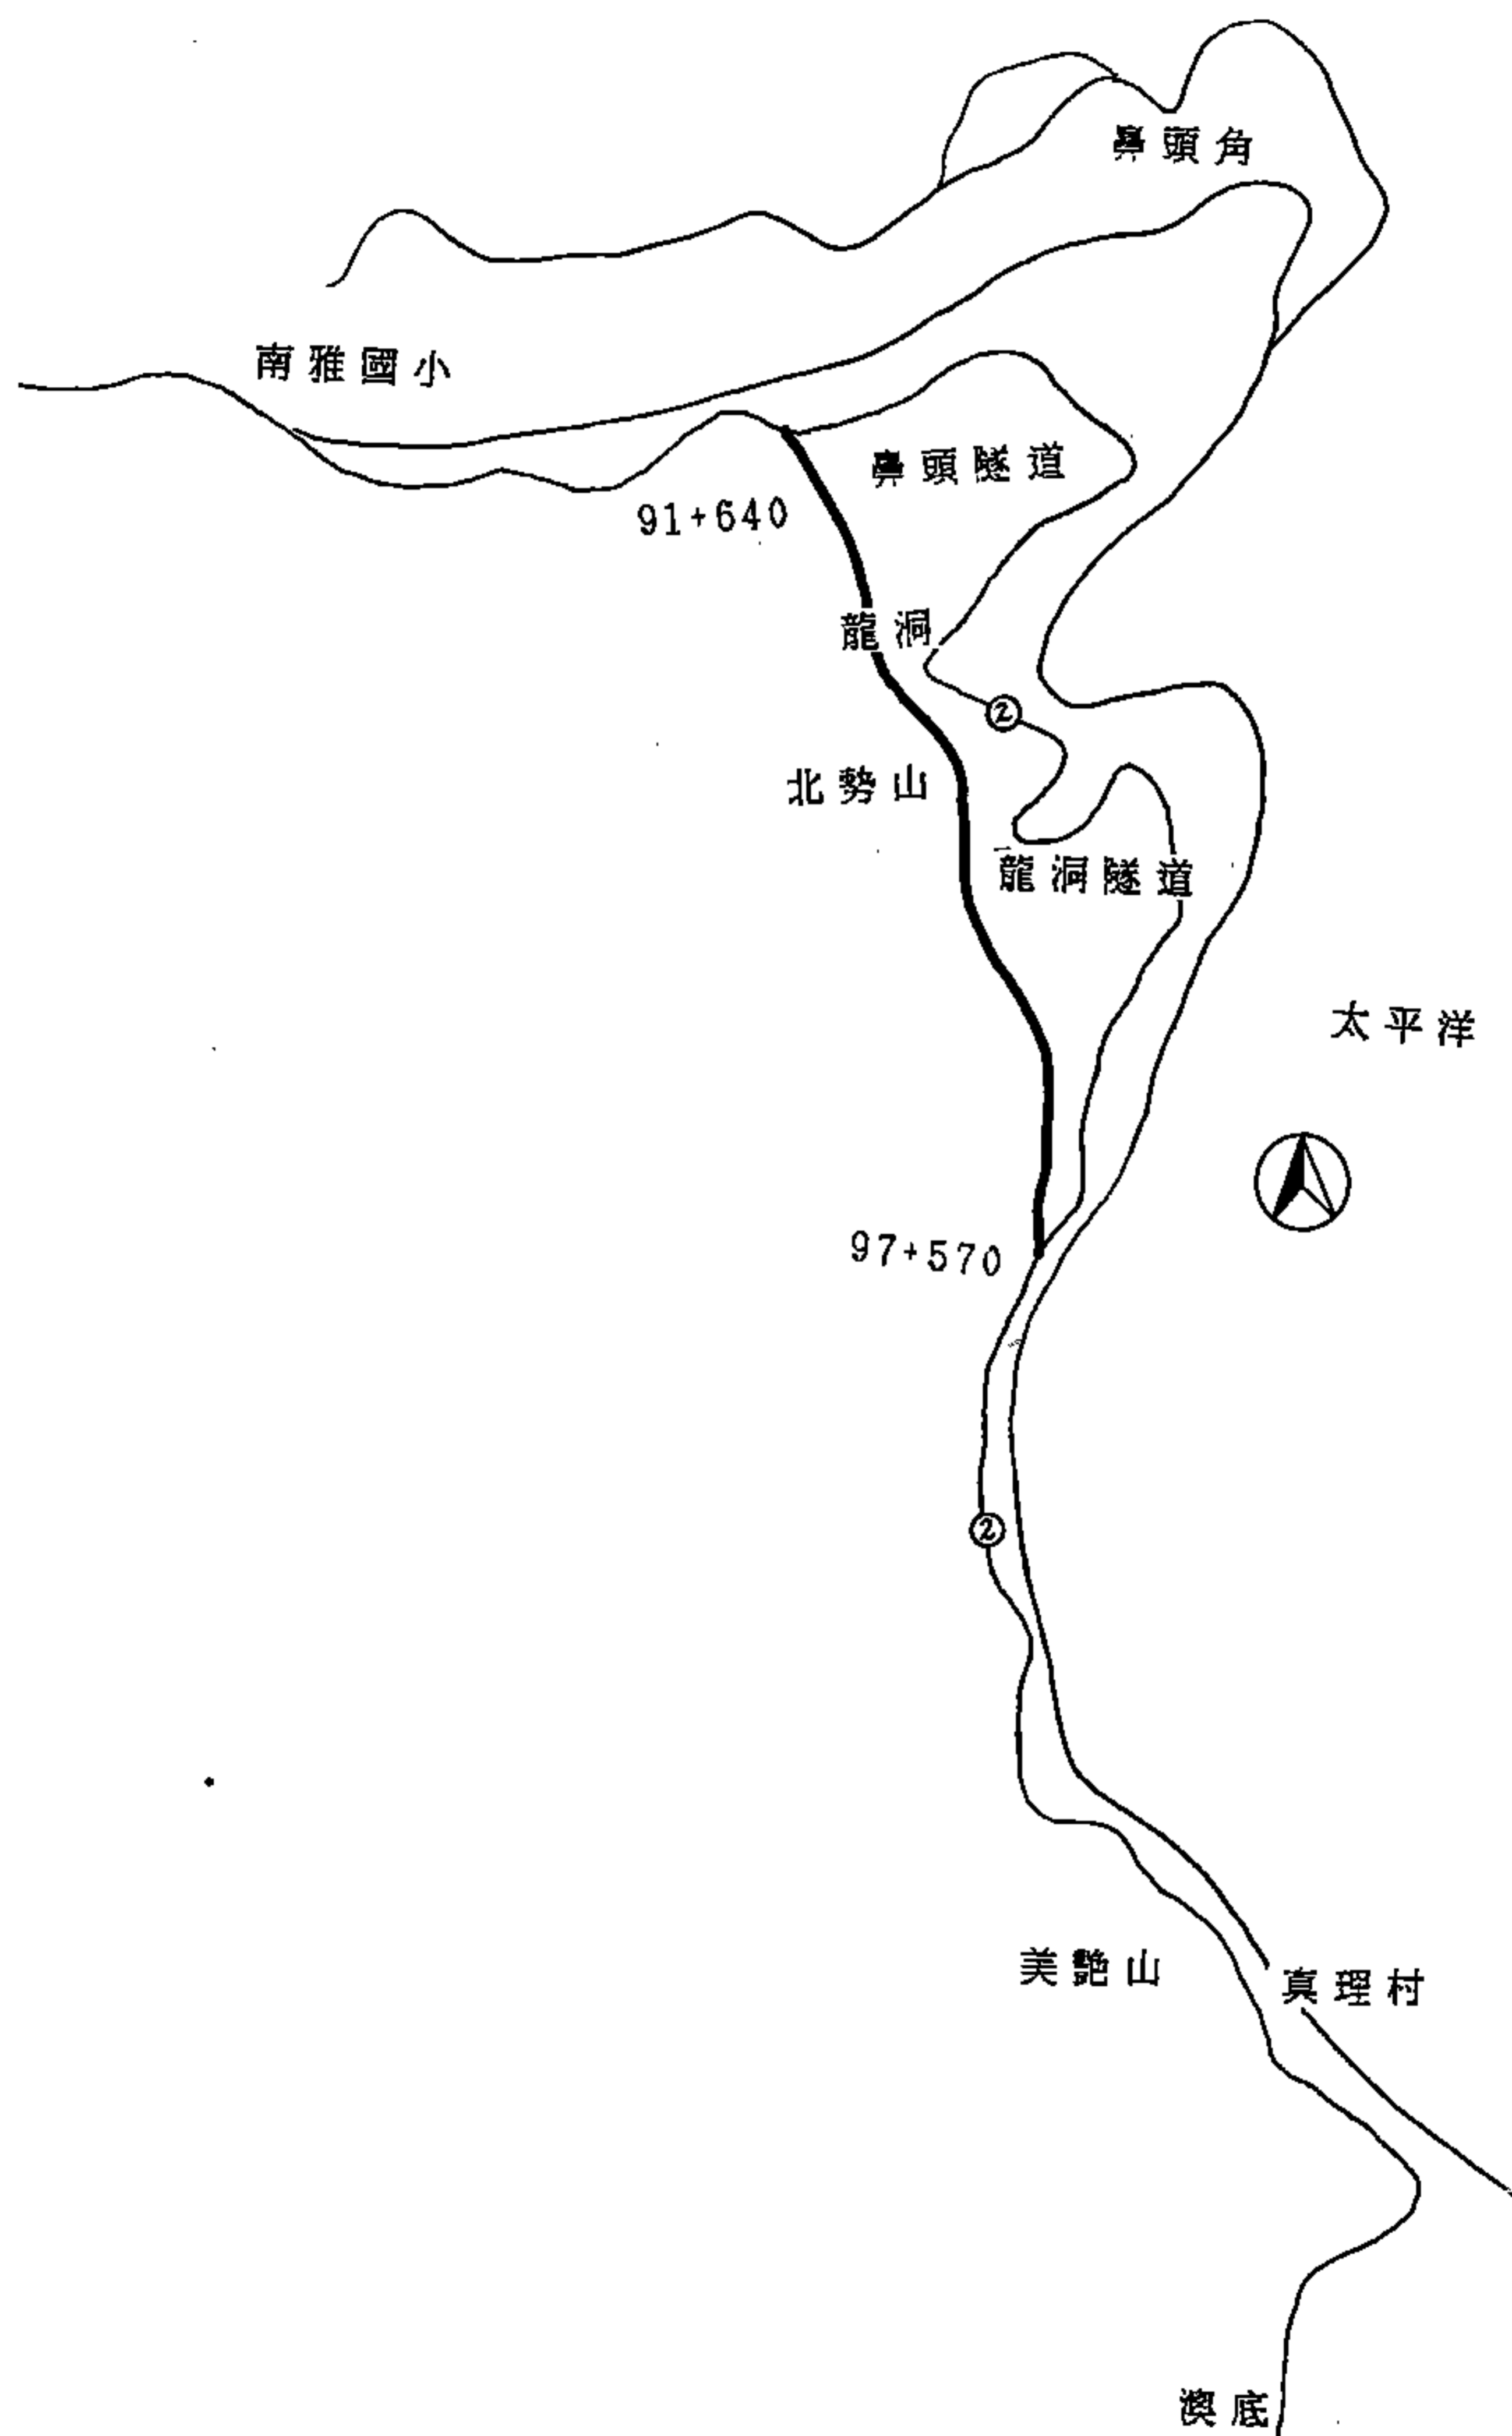 鼻頭角
南雅國小
鼻頭隧道
91+640
龍洞
2
北勢山
龍洞隧道
太平洋
97+570
2
美艷山
真理村
澳底